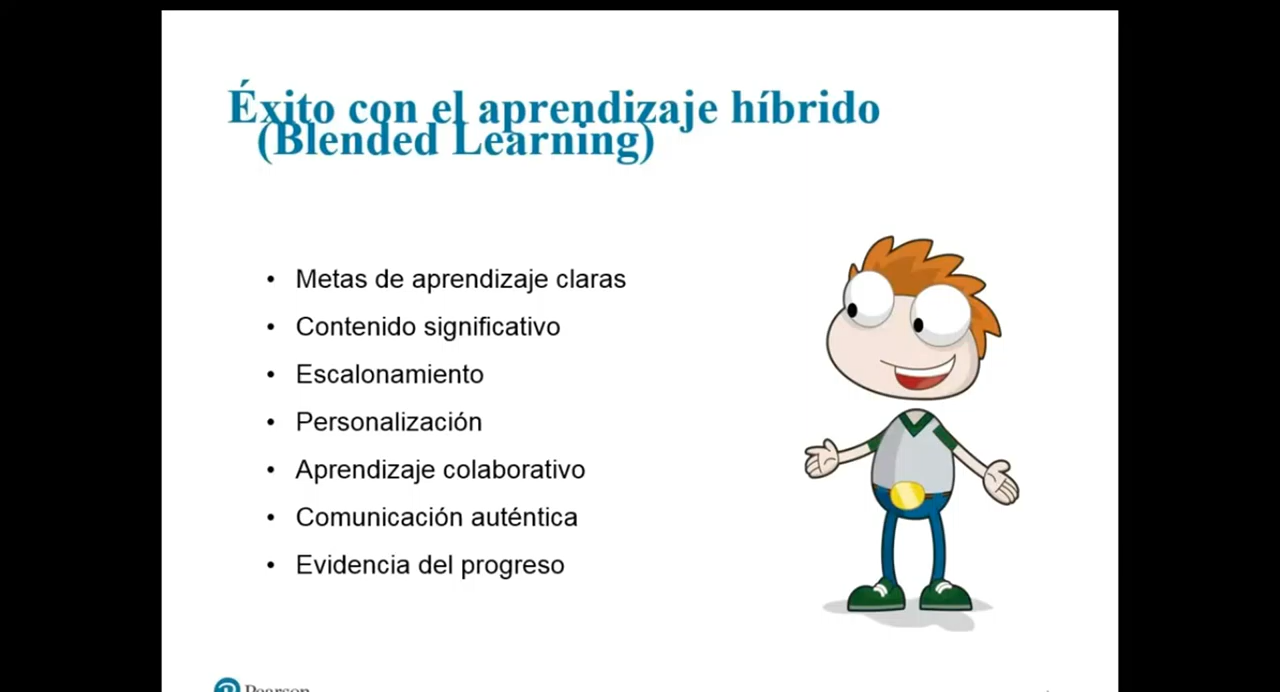 Éxito con el aprendizaje híbrido
(Blended Learning)
• Metas de aprendizaje claras
• Contenido significativo
• Escalonamiento
• Personalización
• Aprendizaje colaborativo
• Comunicación auténtica
• Evidencia del progreso
Pearson